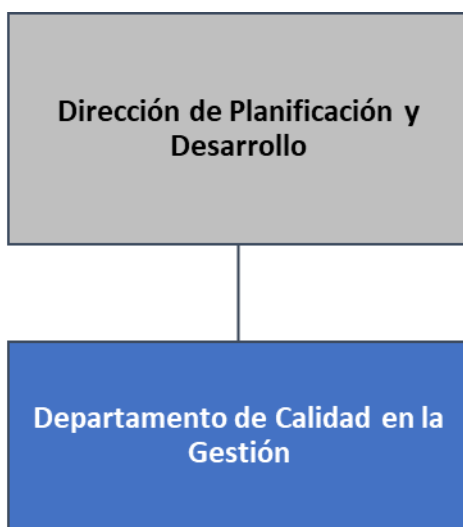 Dirección de Planificación y
Desarrollo
Departamento de Calidad en la
Gestión